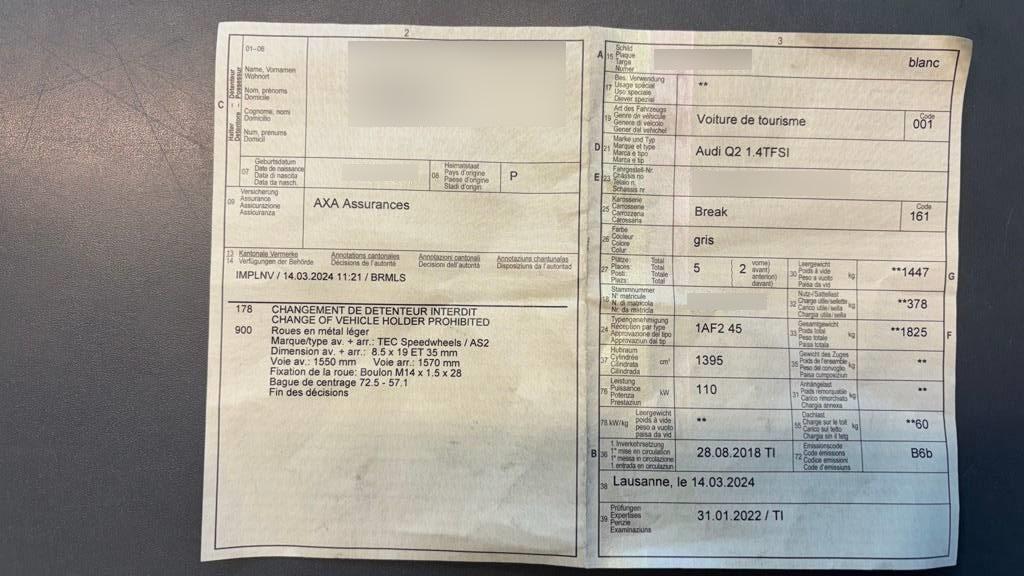 2
01-06
Name, Vornamen
Wohnort
Nom, prénoms
Domicile
Cognome, nomi
Domicilio
Num, prenums
Domicil
C
Halter – Détenteur
Detentore – Possessur
07
Geburtsdatum
Date de naissance
Data di nascita
Data da nasch.
08
Heimatstaat
Pays d'origine
Paese d'origine
Stadi d'origin
P
09
Versicherung
Assurance
Assicurazione
Assicuranza
AXA Assurances
13 Kantonale Vermerke Annotations cantonales Annotazioni cantonali Annotaziuns chantunalas
14 Verfügungen der Behörde Décisions de l'autorité Decisioni dell'autorità Disposiziuns da l'autoritad
IMPLNV / 14.03.2024 11:21 / BRMLS
178 CHANGEMENT DE DETENTEUR INTERDIT
CHANGE OF VEHICLE HOLDER PROHIBITED
900 Roues en métal léger
Marque/type av. + arr.: TEC Speedwheels / AS2
Dimension av. + arr.: 8.5 x 19 ET 35 mm
Voie av.: 1550 mm Voie arr.: 1570 mm
Fixation de la roue: Boulon M14 x 1.5 x 28
Bague de centrage 72.5 - 57.1
Fin des décisions
3
A 15
Schild
Plaque
Targa
Numer
blanc
17
Bes. Verwendung
Usage spécial
Uso speciale
Diever spezial
**
19
Art des Fahrzeugs
Genre de véhicule
Genere di veicolo
Gener dal vehichel
Voiture de tourisme
Code
001
D 21
Marke und Typ
Marque et type
Marca e tipo
Marca e tip
Audi Q2 1.4TFSI
E 23
Fahrgestell-Nr.
Châssis no
Telaio n.
Schassis nr.
25
Karosserie
Carrosserie
Carrozzeria
Carossaria
Break
Code
161
26
Farbe
Couleur
Colore
Colur
gris
27
Plätze: Total
Places: Total
Posti: Totale
Plazs: Total
5
2
vorne)
avant)
anteriori)
davant)
30
Leergewicht
Poids à vide
Peso a vuoto
Paisa da vid
kg
**1447
G
18
Stammnummer
N° matricule
N. di matricola
Nr. da matricla
32
Nutz-/Sattellast
Charge utile/sellette
Carico utile/sella
Chargia utila/sella
kg
**378
24
Typengenehmigung
Réception par type
Approvazione del tipo
Approvaziun dal tip
1AF2 45
33
Gesamtgewicht
Poids total
Peso totale
Paisa totala
kg
**1825
F
37
Hubraum
Cylindrée
Cilindrata
Cilindrada
cm³
1395
35
Gewicht des Zuges
Poids de l'ensemble
Peso del convoglio
Paisa cumposiziun
kg
**
76
Leistung
Puissance
Potenza
Prestaziun
kW
110
31
Anhängelast
Poids remorquable
Carico rimorchiato
Chargia annexa
kg
**
78 kW/kg
Leergewicht
poids à vide
peso a vuoto
paisa da vid
**
55
Dachlast
Charge sur le toit
Carico sul tetto
Chargia sin il tetg
kg
**60
B 36
1. Inverkehrsetzung
1re mise en circulation
1a messa in circolazione
1. entrada en circulaziun
28.08.2018 TI
72
Emissionscode
Code émissions
Codice emissioni
Code d'emissiuns
B6b
38
Lausanne, le 14.03.2024
39
Prüfungen
Expertises
Perizie
Examinaziuns
31.01.2022 / TI